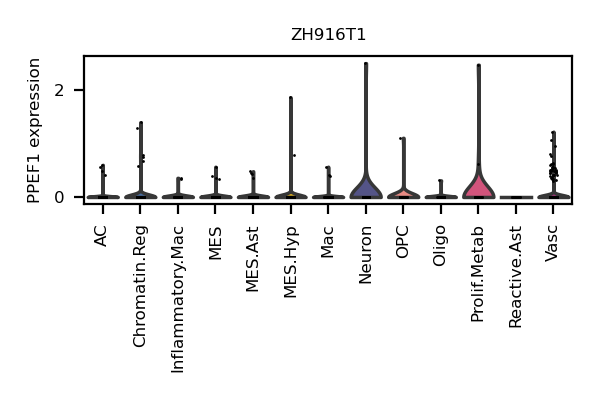 ZH916T1
PPEF1 expression
2
0
AC
Chromatin.Reg
Inflammatory.Mac
MES
MES.Ast
MES.Hyp
Mac
Neuron
OPC
Oligo
Prolif.Metab
Reactive.Ast
Vasc